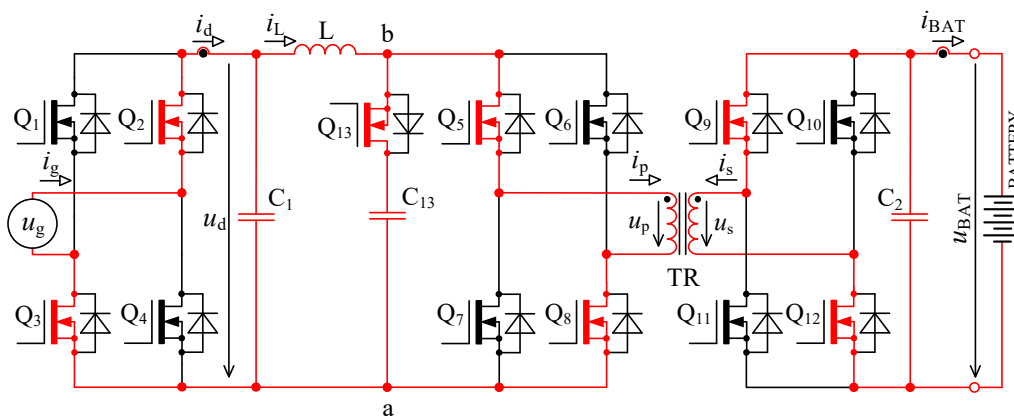 i_d
i_L
L
b
i_BAT
Q_1
Q_2
Q_13
Q_5
Q_6
Q_9
Q_10
i_g
i_p
i_s
BATTERY
u_g
u_d
C_1
C_13
u_p
u_s
C_2
u_BAT
TR
Q_3
Q_4
Q_7
Q_8
Q_11
Q_12
a